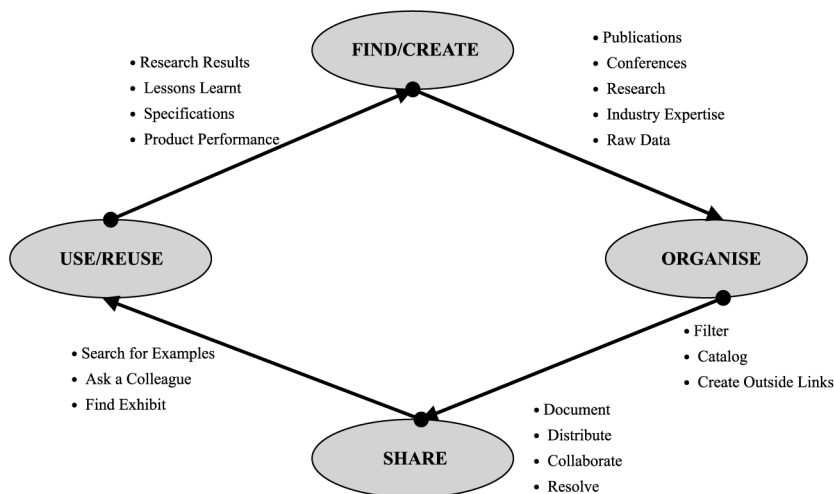 FIND/CREATE
• Publications
• Conferences
• Research
• Industry Expertise
• Raw Data
• Research Results
• Lessons Learnt
• Specifications
• Product Performance
USE/REUSE
ORGANISE
• Filter
• Catalog
• Create Outside Links
• Search for Examples
• Ask a Colleague
• Find Exhibit
• Document
• Distribute
• Collaborate
• Resolve
SHARE